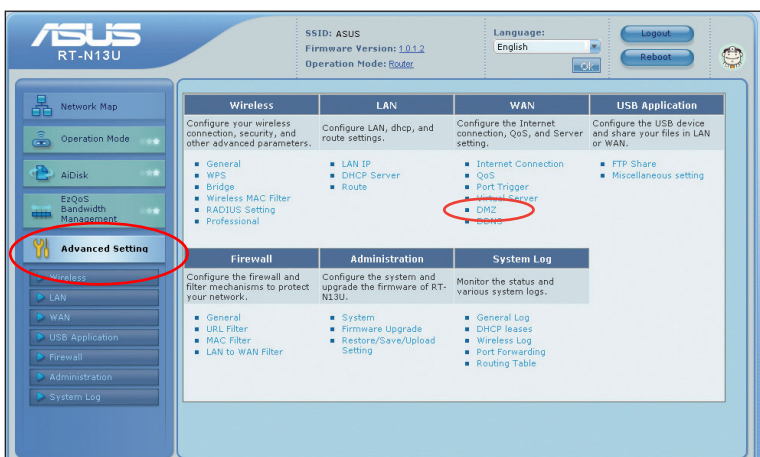 ASUS
RT-N13U
SSID: ASUS
Firmware Version: 1.0.1.2
Operation Mode: Router
Language:
English
Ok
Logout
Reboot
Network Map
Operation Mode
AiDisk
EzQoS
Bandwidth
Management
Advanced Setting
Wireless
LAN
WAN
USB Application
Firewall
Administration
System Log
Wireless
Configure your wireless
connection, security, and
other advanced parameters.
General
WPS
Bridge
Wireless MAC Filter
RADIUS Setting
Professional
LAN
Configure LAN, dhcp, and
route settings.
LAN IP
DHCP Server
Route
WAN
Configure the Internet
connection, QoS, and Server
setting.
Internet Connection
QoS
Port Trigger
Virtual Server
DMZ
DDNS
USB Application
Configure the USB device
and share your files in LAN
or WAN.
FTP Share
Miscellaneous setting
Firewall
Configure the firewall and
filter mechanisms to protect
your network.
General
URL Filter
MAC Filter
LAN to WAN Filter
Administration
Configure the system and
upgrade the firmware of RT-
N13U.
System
Firmware Upgrade
Restore/Save/Upload
Setting
System Log
Monitor the status and
various system logs.
General Log
DHCP leases
Wireless Log
Port Forwarding
Routing Table